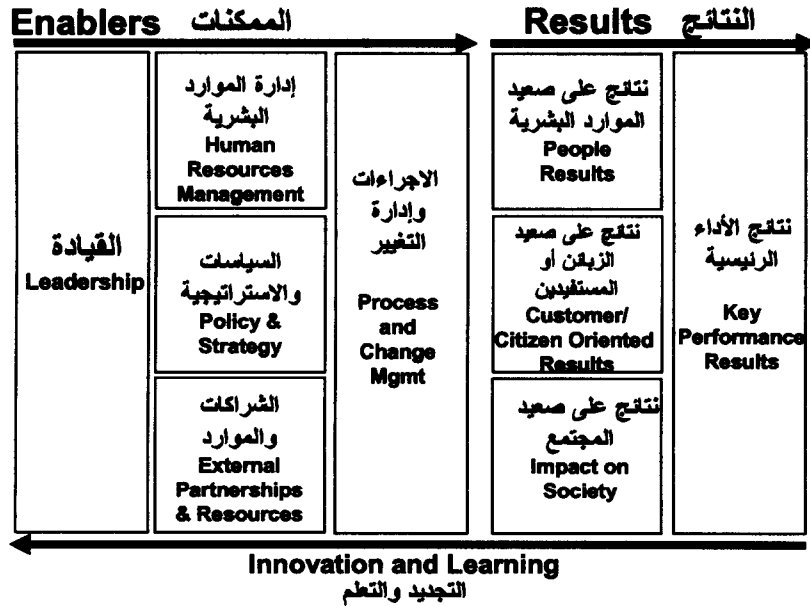 Enablers الممكنات
Results النتائج
القيادة
Leadership
إدارة الموارد
البشرية
Human
Resources
Management
السياسات
والاستراتيجية
Policy &
Strategy
الشراكات
والموارد
External
Partnerships
& Resources
الاجراءات
وإدارة
التغيير
Process
and
Change
Mgmt
نتائج على صعيد
الموارد البشرية
People
Results
نتائج على صعيد
الزبائن أو
المستفيدين
Customer/
Citizen Oriented
Results
نتائج على صعيد
المجتمع
Impact on
Society
نتائج الأداء
الرئيسية
Key
Performance
Results
Innovation and Learning
التجديد والتعلم